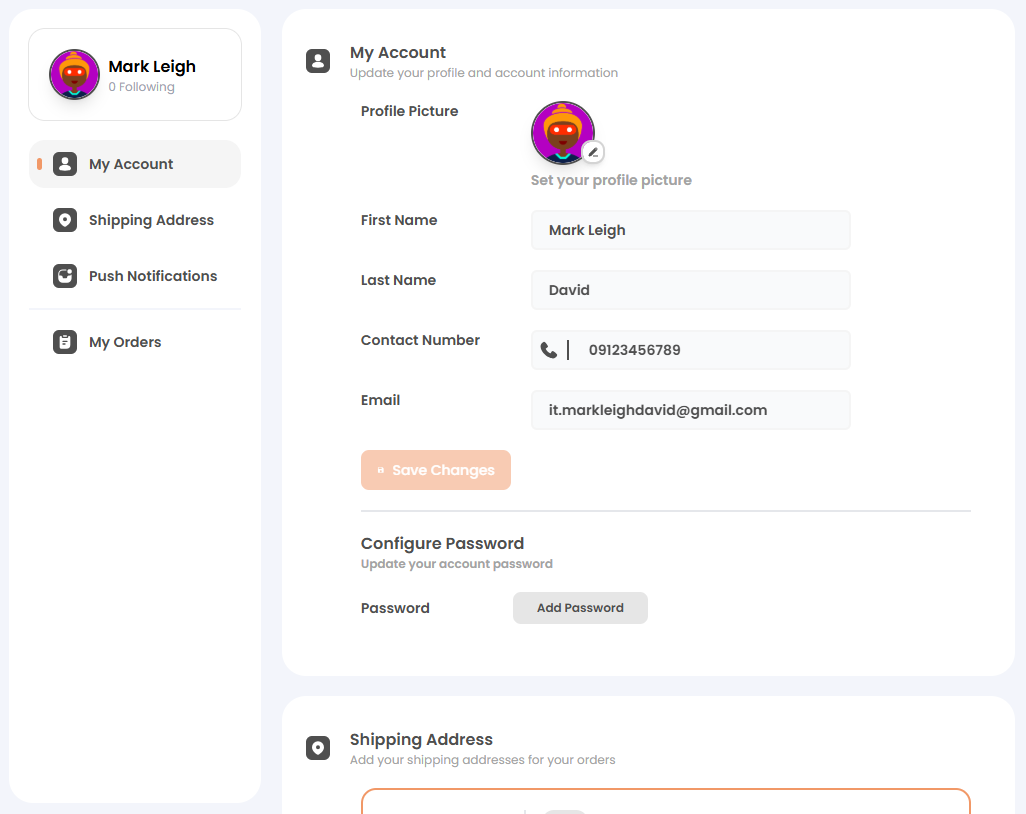 Mark Leigh
0 Following
My Account
Shipping Address
Push Notifications
My Orders
My Account
Update your profile and account information
Profile Picture
Set your profile picture
First Name
Mark Leigh
Last Name
David
Contact Number
09123456789
Email
it.markleighdavid@gmail.com
Save Changes
Configure Password
Update your account password
Password
Add Password
Shipping Address
Add your shipping addresses for your orders